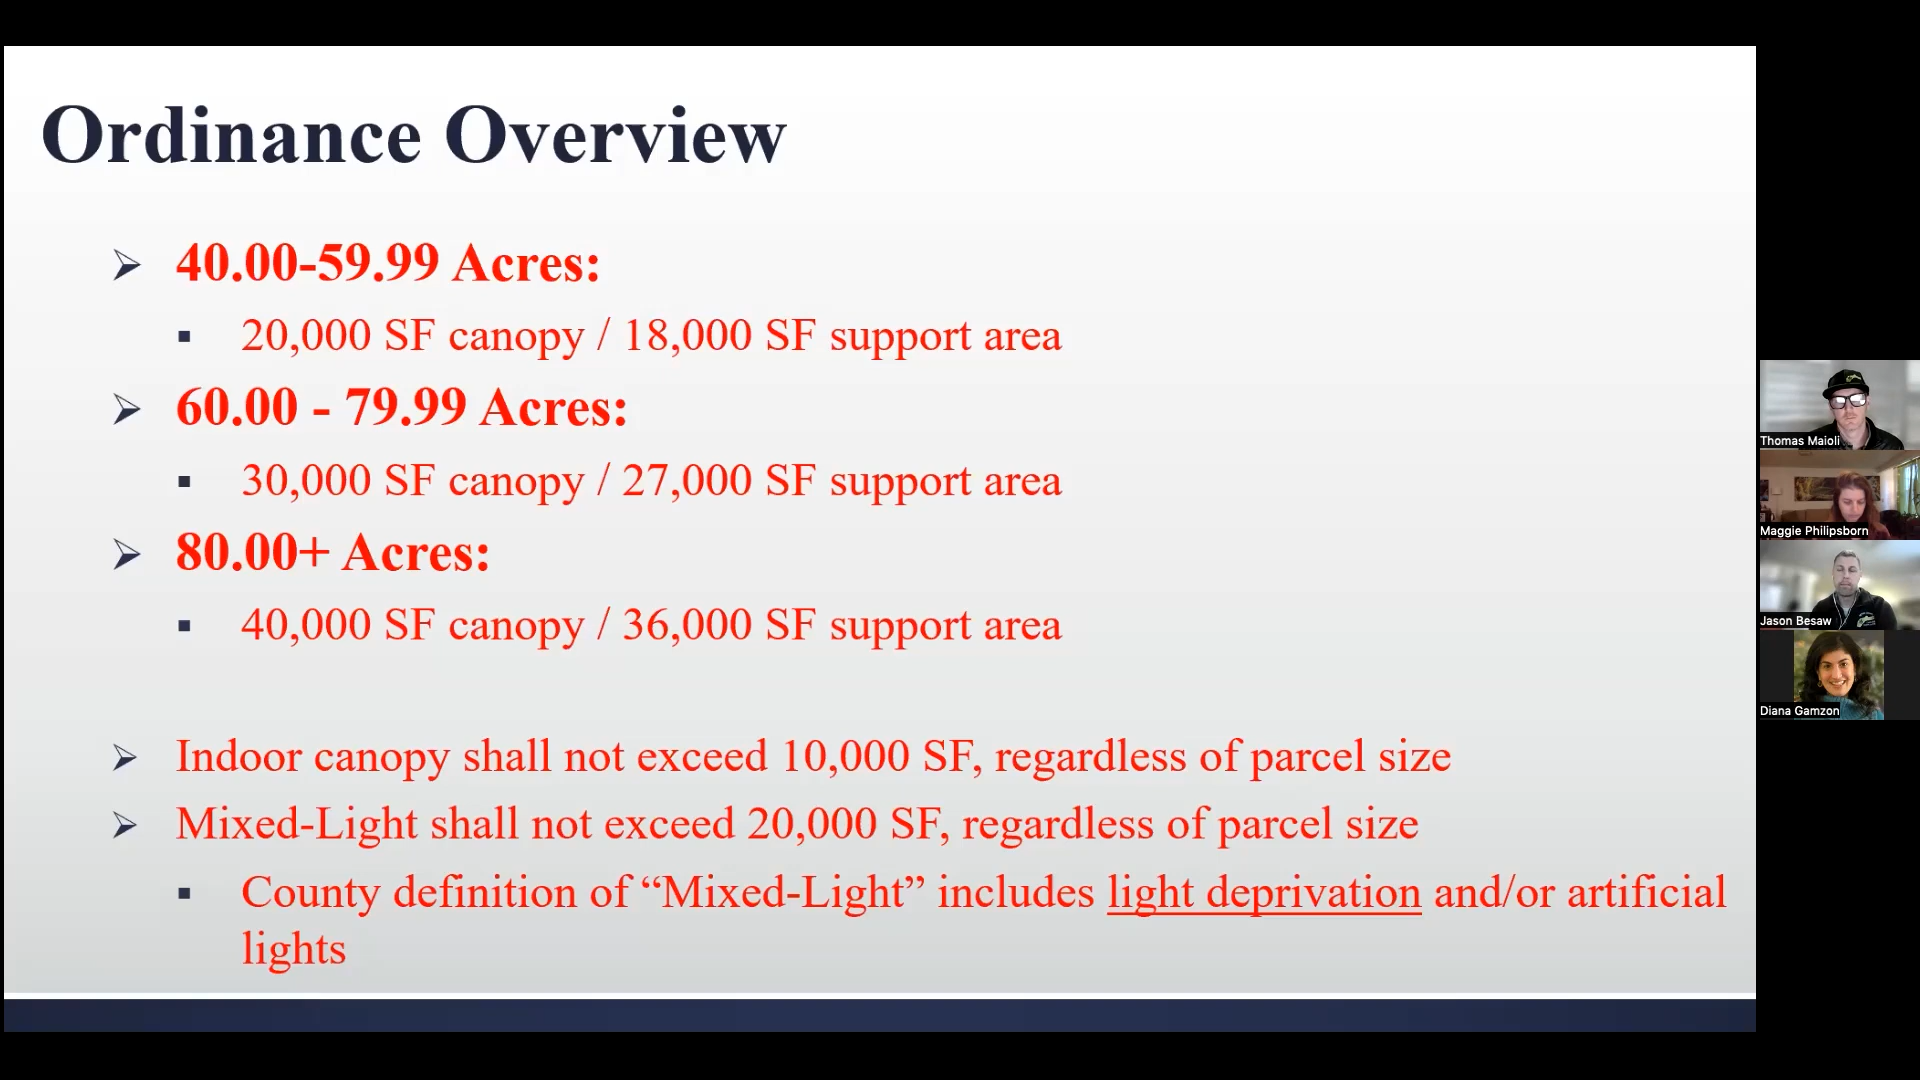 Ordinance Overview
40.00-59.99 Acres:
20,000 SF canopy / 18,000 SF support area
60.00 - 79.99 Acres:
30,000 SF canopy / 27,000 SF support area
80.00+ Acres:
40,000 SF canopy / 36,000 SF support area
Indoor canopy shall not exceed 10,000 SF, regardless of parcel size
Mixed-Light shall not exceed 20,000 SF, regardless of parcel size
County definition of “Mixed-Light” includes light deprivation and/or artificial
lights
Thomas Maioli
Maggie Philipsborn
Jason Besaw
Diana Gamzon